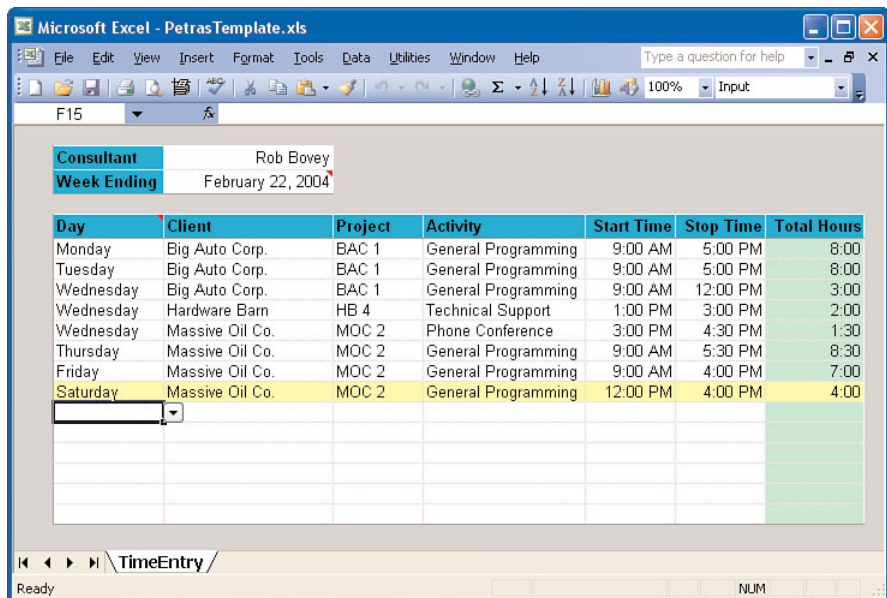 Microsoft Excel - PetrasTemplate.xls
File Edit View Insert Format Tools Data Utilities Window Help Type a question for help
100% Input
F15 fx
Consultant Rob Bovey
Week Ending February 22, 2004
Day Client Project Activity Start Time Stop Time Total Hours
Monday Big Auto Corp. BAC 1 General Programming 9:00 AM 5:00 PM 8:00
Tuesday Big Auto Corp. BAC 1 General Programming 9:00 AM 5:00 PM 8:00
Wednesday Big Auto Corp. BAC 1 General Programming 9:00 AM 12:00 PM 3:00
Wednesday Hardware Barn HB 4 Technical Support 1:00 PM 3:00 PM 2:00
Wednesday Massive Oil Co. MOC 2 Phone Conference 3:00 PM 4:30 PM 1:30
Thursday Massive Oil Co. MOC 2 General Programming 9:00 AM 5:30 PM 8:30
Friday Massive Oil Co. MOC 2 General Programming 9:00 AM 4:00 PM 7:00
Saturday Massive Oil Co. MOC 2 General Programming 12:00 PM 4:00 PM 4:00
TimeEntry
Ready NUM